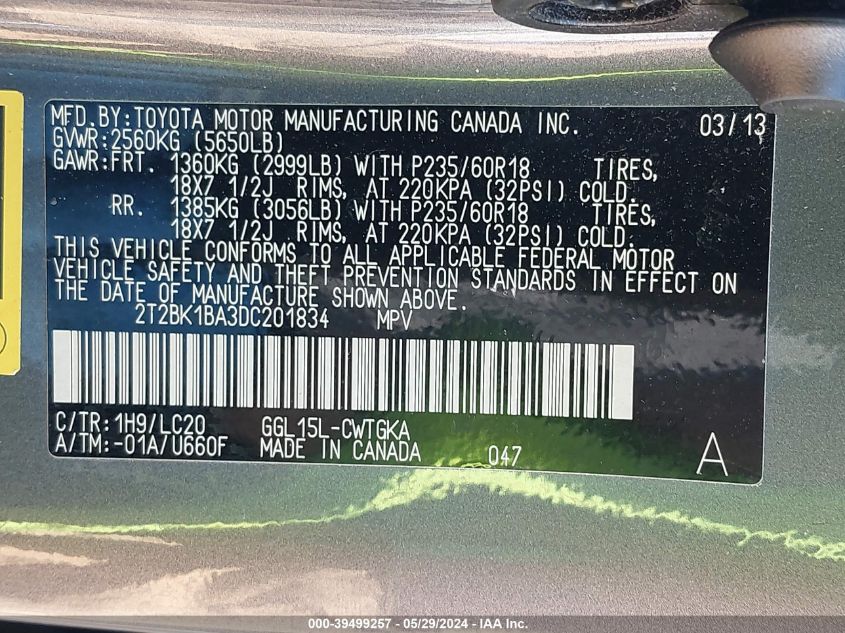 MFD.BY:TOYOTA MOTOR MANUFACTURING CANADA INC. 03/13
GVWR:2560KG (5650LB)
GAWR:FRT. 1360KG (2999LB) WITH P235/60R18 TIRES,
18X7 1/2J RIMS, AT 220KPA (32PSI) COLD.
RR. 1385KG (3056LB) WITH P235/60R18 TIRES,
18X7 1/2J RIMS, AT 220KPA (32PSI) COLD.
THIS VEHICLE CONFORMS TO ALL APPLICABLE FEDERAL MOTOR
VEHICLE SAFETY AND THEFT PREVENTION STANDARDS IN EFFECT ON
THE DATE OF MANUFACTURE SHOWN ABOVE.
2T2BK1BA3DC201834 MPV
C/TR:1H9/LC20 GGL15L-CWTGKA
A/TM:-01A/U660F MADE IN CANADA 047 A
000-39499257 - 05/29/2024 - IAA Inc.